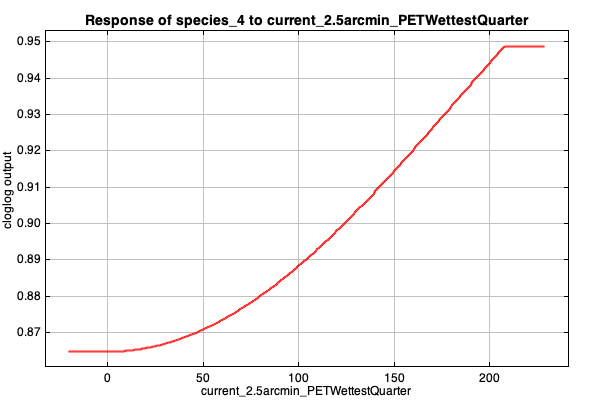 Response of species_4 to current_2.5arcmin_PETWettestQuarter
cloglog output
0.95
0.94
0.93
0.92
0.91
0.90
0.89
0.88
0.87
0 50 100 150 200
current_2.5arcmin_PETWettestQuarter